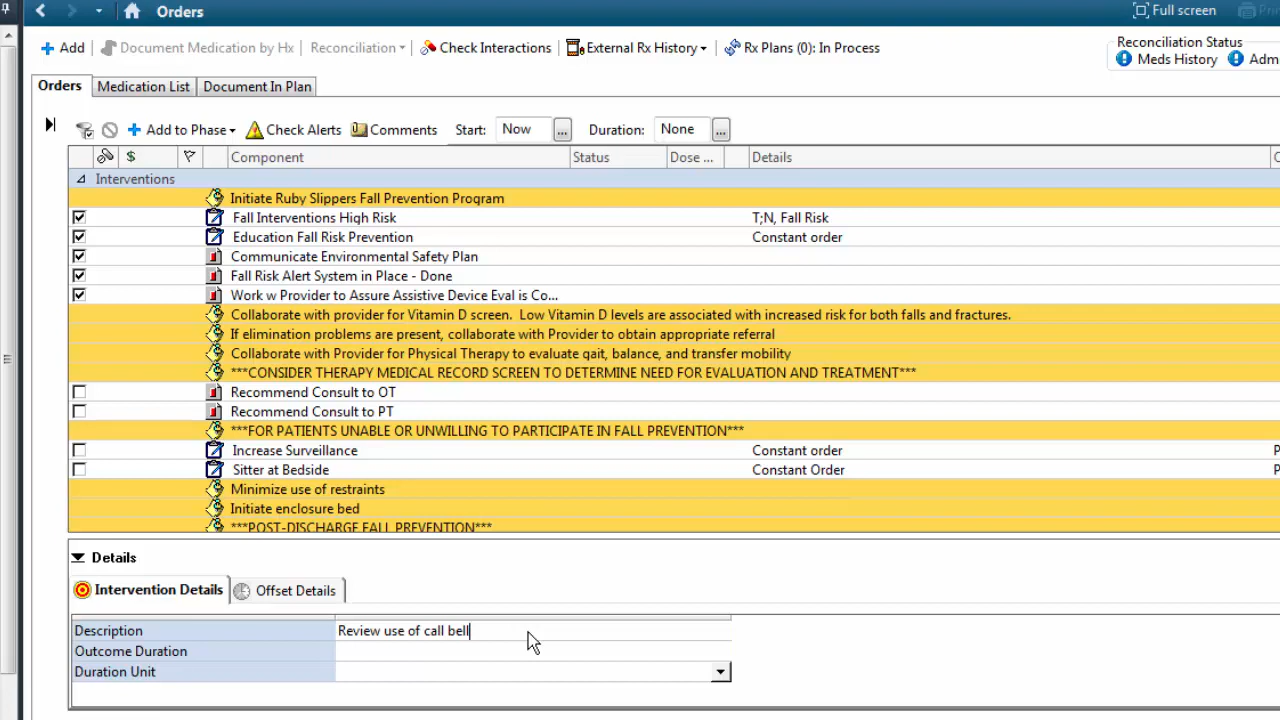 Orders
Full screen
Add
Document Medication by Hx
Reconciliation
Check Interactions
External Rx History
Rx Plans (0): In Process
Reconciliation Status
Meds History
Orders
Medication List
Document In Plan
Add to Phase
Check Alerts
Comments
Start: Now ...
Duration: None ...
$ Component Status Dose ... Details
Interventions
Initiate Ruby Slippers Fall Prevention Program
Fall Interventions High Risk T;N, Fall Risk
Education Fall Risk Prevention Constant order
Communicate Environmental Safety Plan
Fall Risk Alert System in Place - Done
Work w Provider to Assure Assistive Device Eval is Co...
Collaborate with provider for Vitamin D screen. Low Vitamin D levels are associated with increased risk for both falls and fractures.
If elimination problems are present, collaborate with Provider to obtain appropriate referral
Collaborate with Provider for Physical Therapy to evaluate gait, balance, and transfer mobility
***CONSIDER THERAPY MEDICAL RECORD SCREEN TO DETERMINE NEED FOR EVALUATION AND TREATMENT***
Recommend Consult to OT
Recommend Consult to PT
***FOR PATIENTS UNABLE OR UNWILLING TO PARTICIPATE IN FALL PREVENTION***
Increase Surveillance Constant order
Sitter at Bedside Constant Order
Minimize use of restraints
Initiate enclosure bed
***POST-DISCHARGE FALL PREVENTION***
Details
Intervention Details
Offset Details
Description Review use of call bell
Outcome Duration
Duration Unit